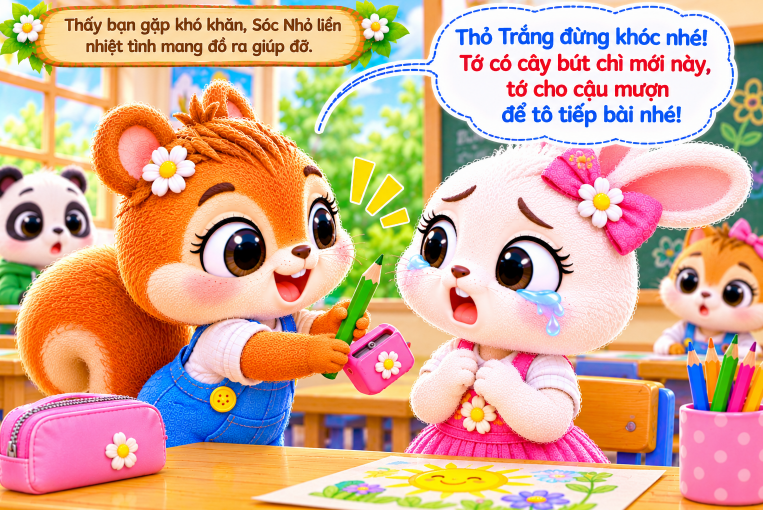 Thấy bạn gặp khó khăn, Sóc Nhỏ liền
nhiệt tình mang đồ ra giúp đỡ.
Thỏ Trắng đừng khóc nhé!
Tớ có cây bút chì mới này,
tớ cho cậu mượn
để tô tiếp bài nhé!